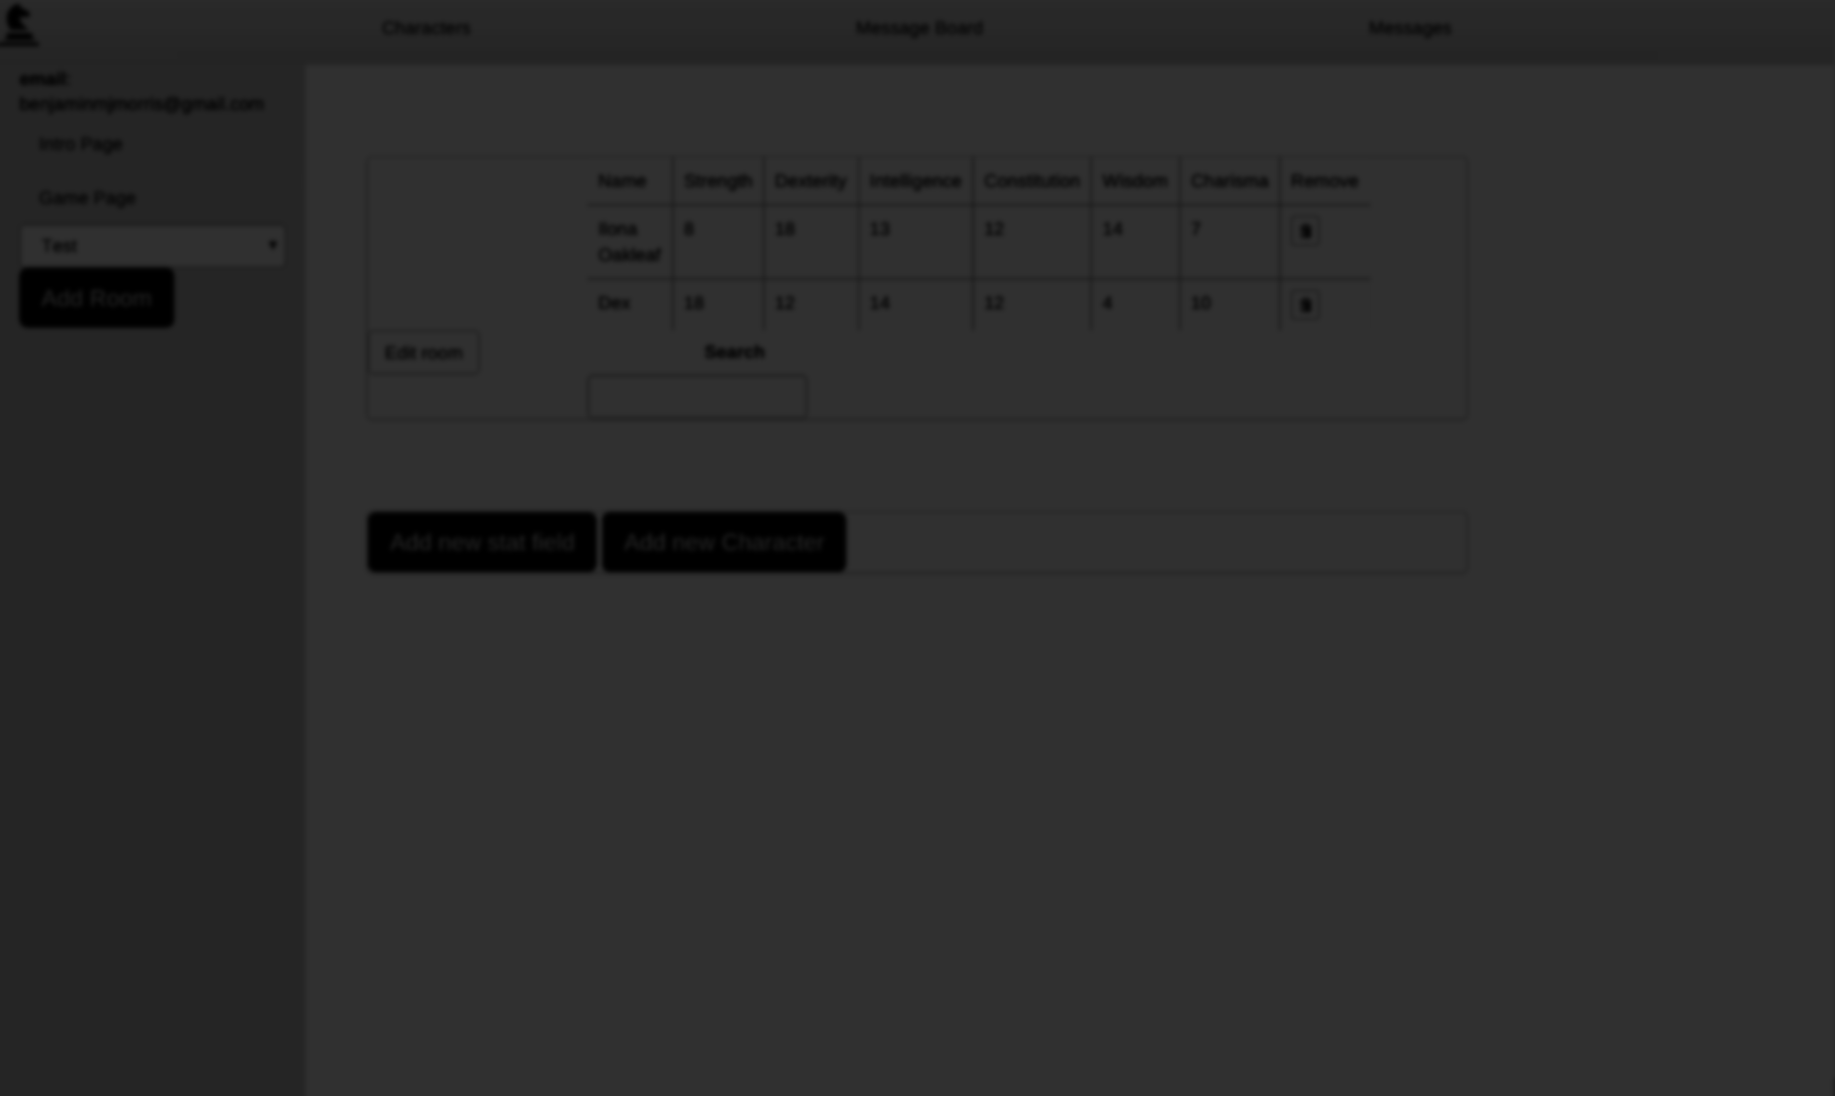 Characters
Message Board
Messages
email:
benjaminmjmorris@gmail.com
Intro Page
Game Page
Test
Add Room
Name Strength Dexterity Intelligence Constitution Wisdom Charisma Remove
Ilona 8 18 13 12 14 7
Oakleaf
Dex 18 12 14 12 4 10
Edit room
Search
Add new stat field
Add new Character